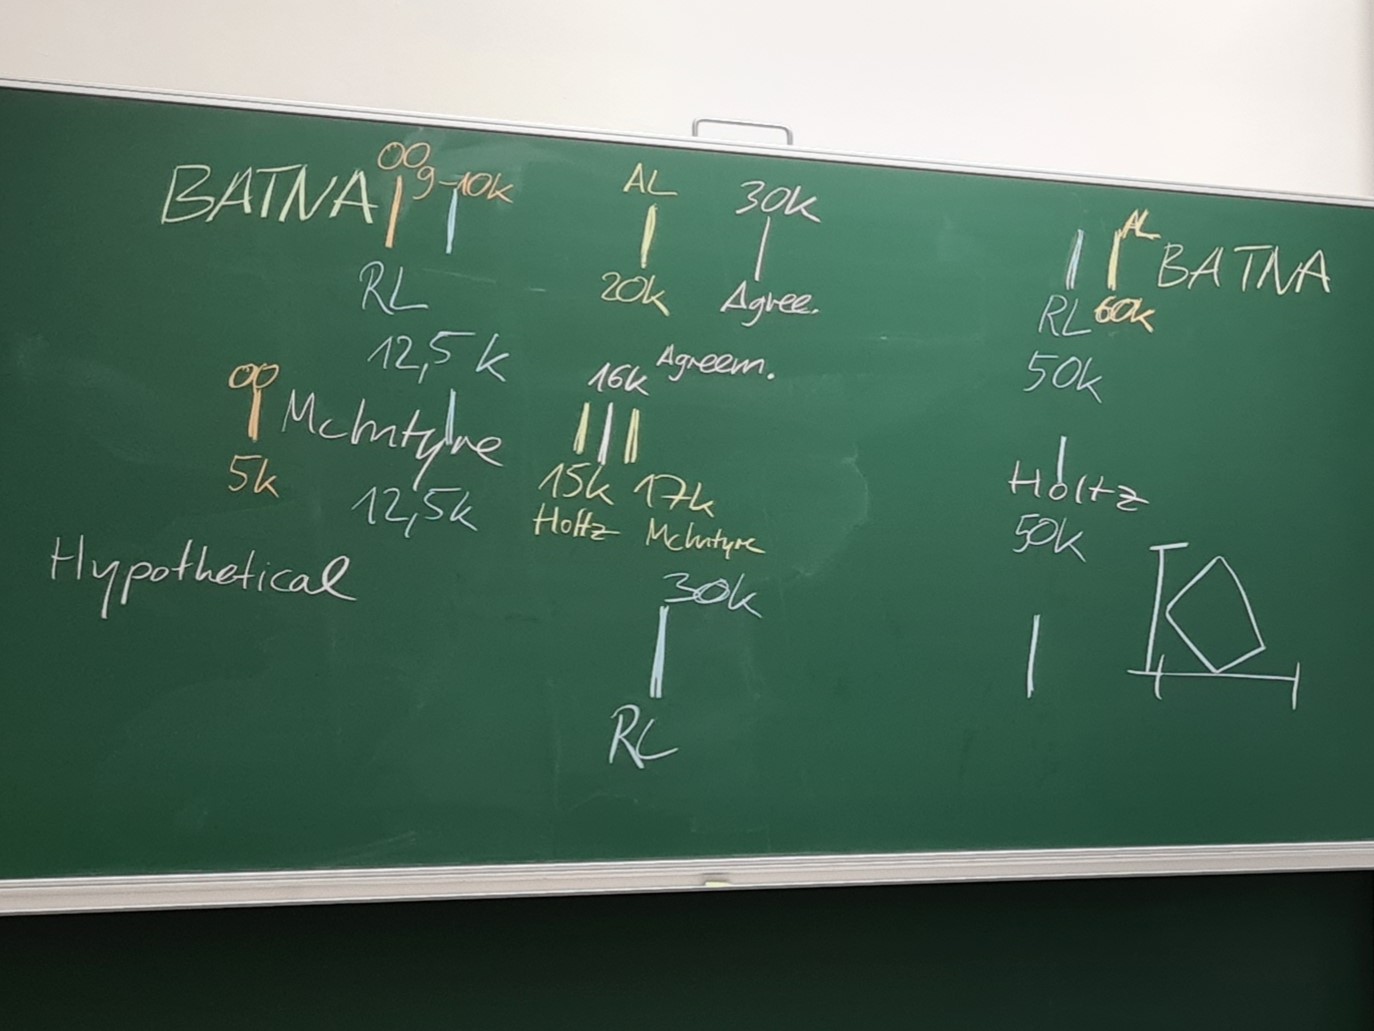 BATNA OO 9-10k AL 30k AL BATNA
RL 20k Agree. RL 60k
12,5k 16k Agreem. 50k
OO McIntyre Holtz
5k 12,5k 15k 17k 50k
Holtz McIntyre
Hypothetical 30k
RL